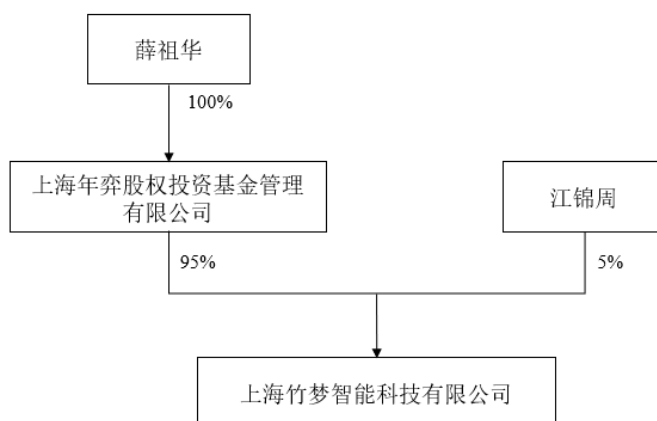 薛祖华
100%
上海年弈股权投资基金管理
有限公司
江锦周
95%
5%
上海竹梦智能科技有限公司